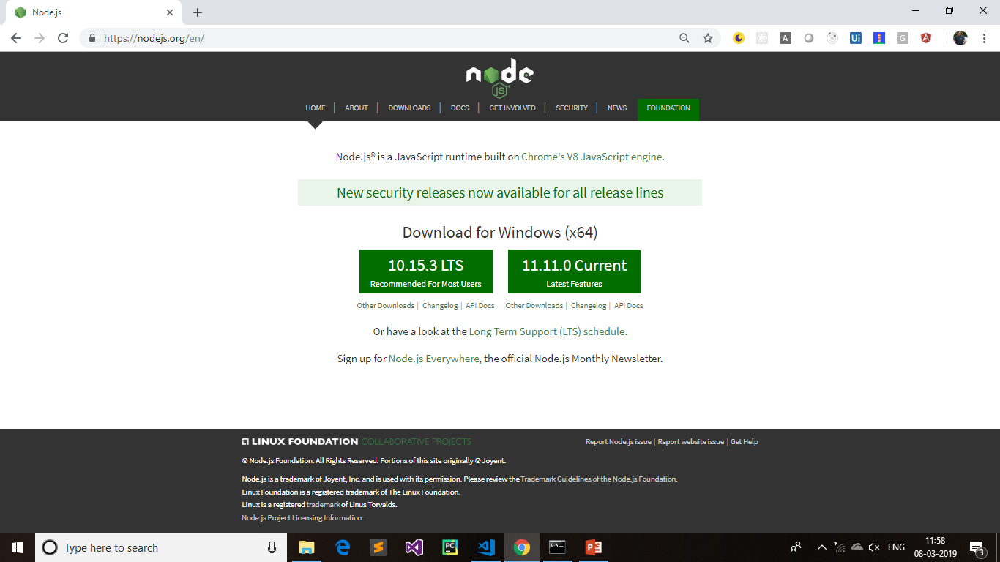 Node.js
https://nodejs.org/en/
A
Ui
G
node
JS
HOME | ABOUT | DOWNLOADS | DOCS | GET INVOLVED | SECURITY | NEWS FOUNDATION
Node.js® is a JavaScript runtime built on Chrome's V8 JavaScript engine.
New security releases now available for all release lines
Download for Windows (x64)
10.15.3 LTS
Recommended For Most Users
11.11.0 Current
Latest Features
Other Downloads | Changelog | API Docs
Other Downloads | Changelog | API Docs
Or have a look at the Long Term Support (LTS) schedule.
Sign up for Node.js Everywhere, the official Node.js Monthly Newsletter.
LINUX FOUNDATION COLLABORATIVE PROJECTS
Report Node.js issue | Report website issue | Get Help
© Node.js Foundation. All Rights Reserved. Portions of this site originally © Joyent.
Node.js is a trademark of Joyent, Inc. and is used with its permission. Please review the Trademark Guidelines of the Node.js Foundation.
Linux Foundation is a registered trademark of The Linux Foundation.
Linux is a registered trademark of Linus Torvalds.
Node.js Project Licensing Information.
Type here to search
PC
ENG
11:58
08-03-2019
3